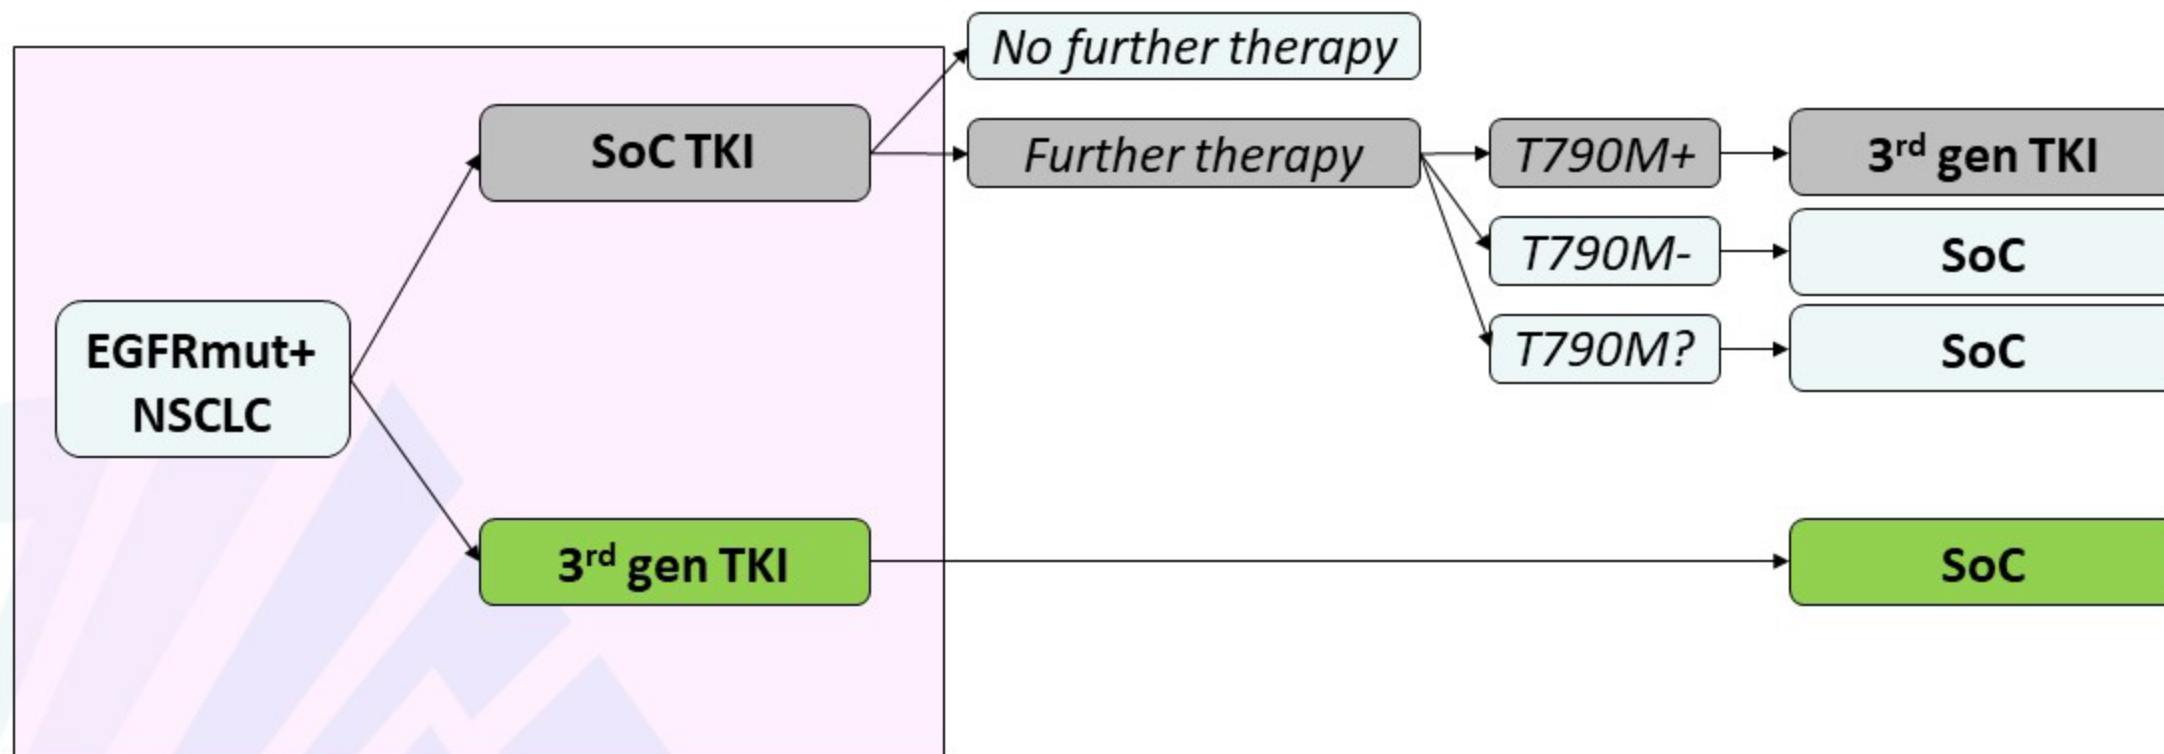 No further therapy
SoC TKI
Further therapy
T790M+
3rd gen TKI
T790M-
SoC
T790M?
SoC
EGFRmut+
NSCLC
3rd gen TKI
SoC